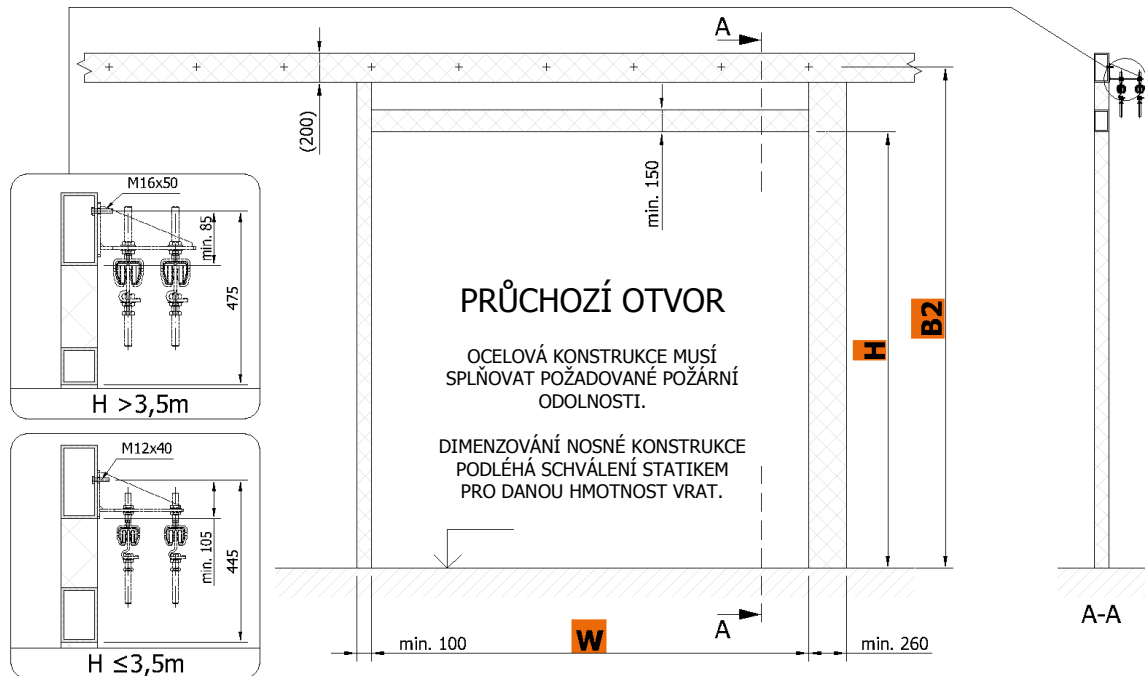 A
(200)
min. 150
M16x50
min. 85
475
H >3,5m
M12x40
min. 105
445
H ≤3,5m
PRŮCHOZÍ OTVOR
OCELOVÁ KONSTRUKCE MUSÍ
SPLŇOVAT POŽADOVANÉ POŽÁRNÍ
ODOLNOSTI.
DIMENZOVÁNÍ NOSNÉ KONSTRUKCE
PODLÉHÁ SCHVÁLENÍ STATIKEM
PRO DANOU HMOTNOST VRAT.
H
B2
A
min. 100
W
min. 260
A-A